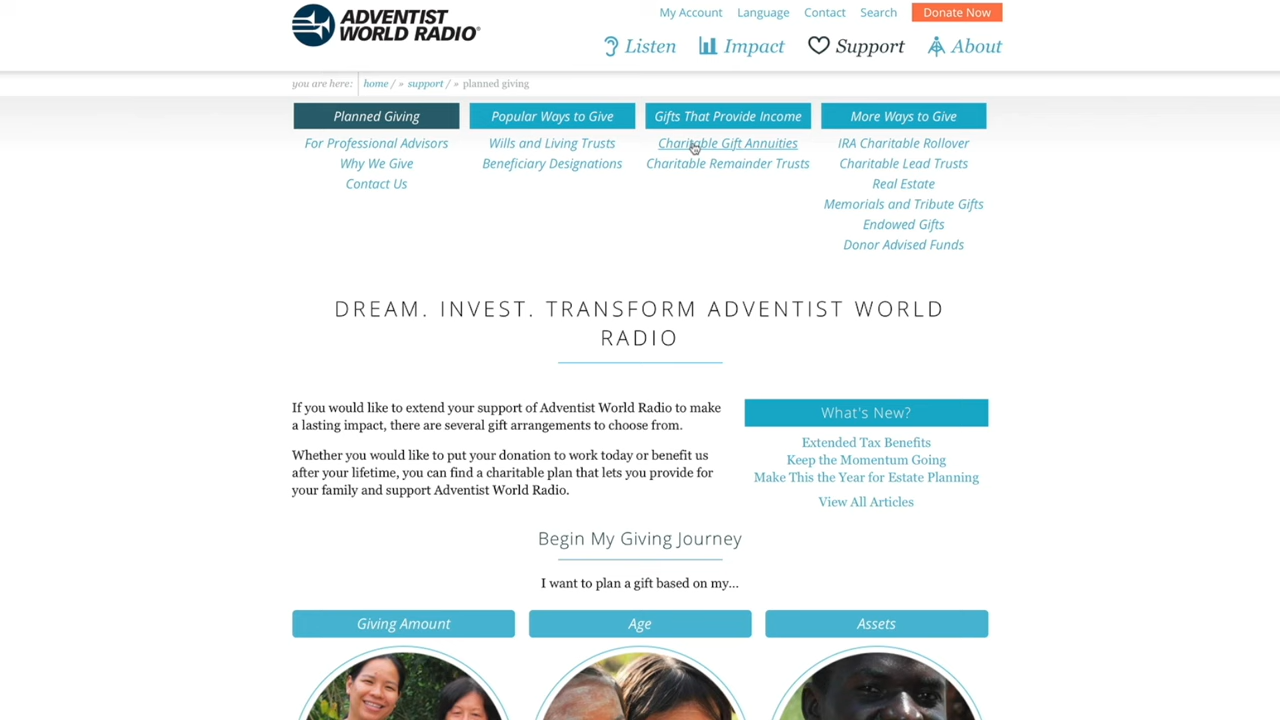 ADVENTIST
WORLD RADIO®
My Account Language Contact Search Donate Now
Listen Impact Support About
you are here: home / » support / » planned giving
Planned Giving
For Professional Advisors
Why We Give
Contact Us
Popular Ways to Give
Wills and Living Trusts
Beneficiary Designations
Gifts That Provide Income
Charitable Gift Annuities
Charitable Remainder Trusts
More Ways to Give
IRA Charitable Rollover
Charitable Lead Trusts
Real Estate
Memorials and Tribute Gifts
Endowed Gifts
Donor Advised Funds
DREAM. INVEST. TRANSFORM ADVENTIST WORLD
RADIO
If you would like to extend your support of Adventist World Radio to make
a lasting impact, there are several gift arrangements to choose from.
Whether you would like to put your donation to work today or benefit us
after your lifetime, you can find a charitable plan that lets you provide for
your family and support Adventist World Radio.
What's New?
Extended Tax Benefits
Keep the Momentum Going
Make This the Year for Estate Planning
View All Articles
Begin My Giving Journey
I want to plan a gift based on my...
Giving Amount
Age
Assets